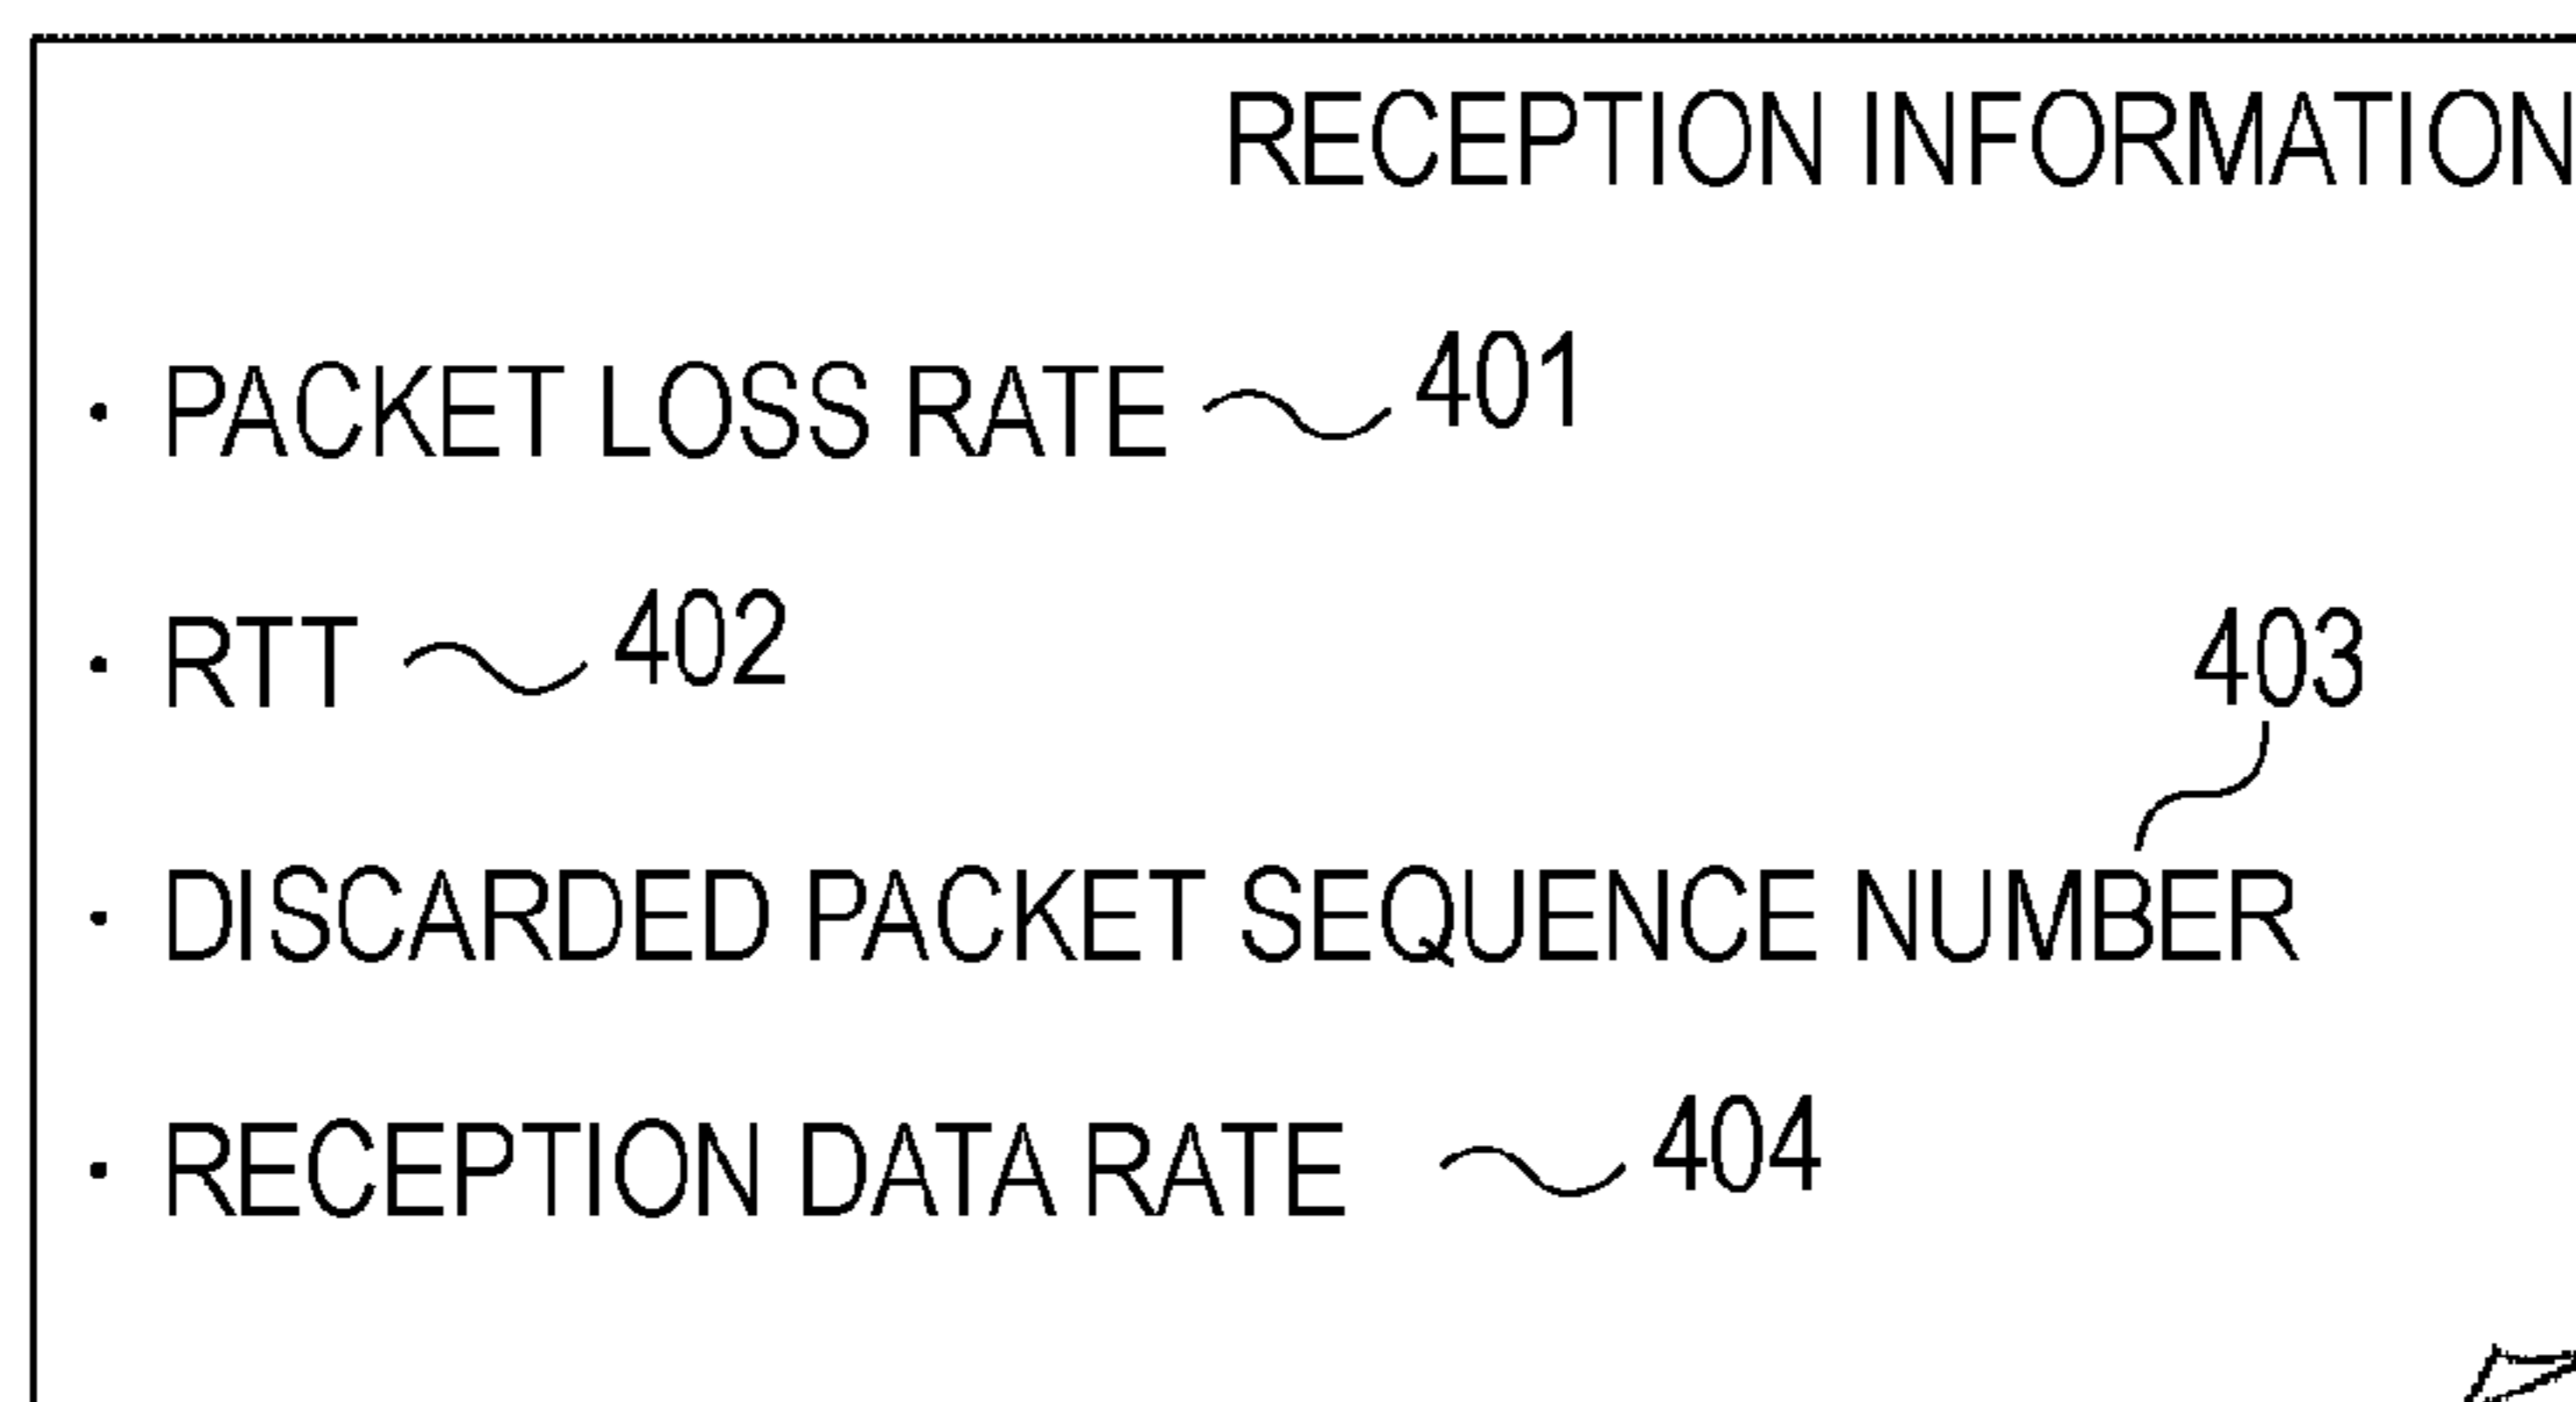 RECEPTION INFORMATION
· PACKET LOSS RATE 401
· RTT 402
403
· DISCARDED PACKET SEQUENCE NUMBER
· RECEPTION DATA RATE 404